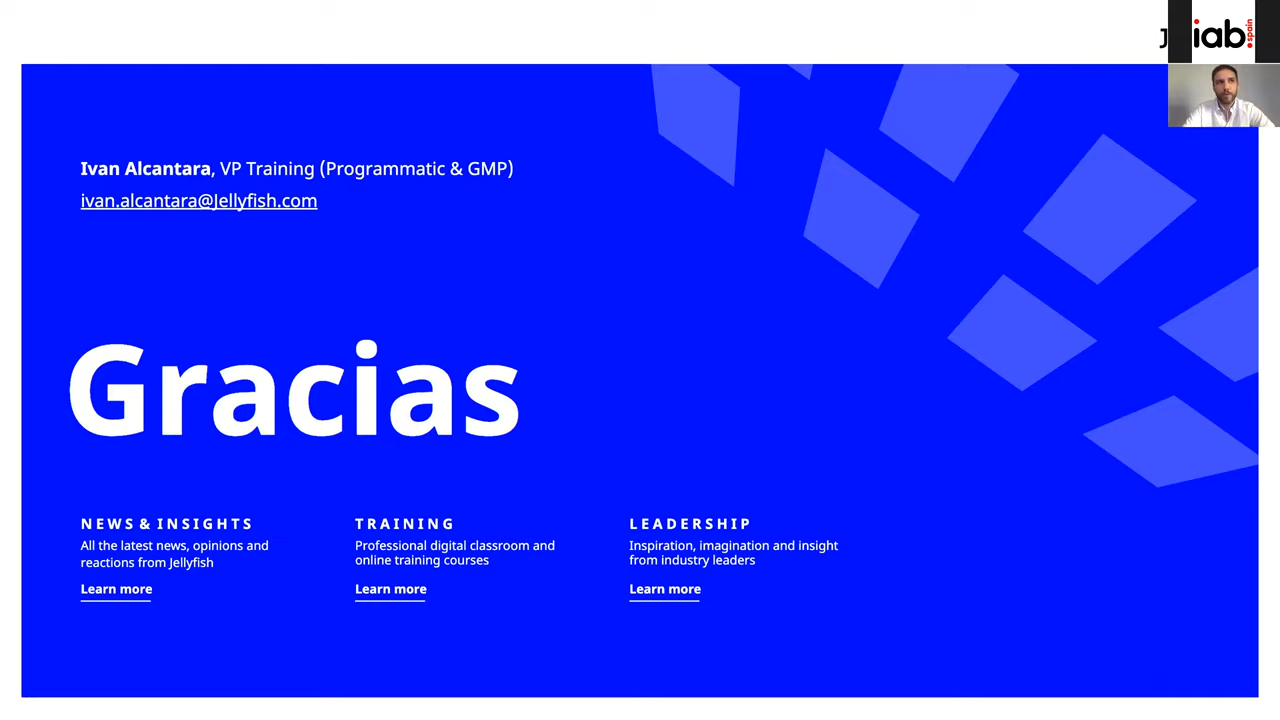 iab
spain
Ivan Alcantara, VP Training (Programmatic & GMP)
ivan.alcantara@Jellyfish.com
Gracias
NEWS & INSIGHTS
All the latest news, opinions and
reactions from Jellyfish
Learn more
TRAINING
Professional digital classroom and
online training courses
Learn more
LEADERSHIP
Inspiration, imagination and insight
from industry leaders
Learn more